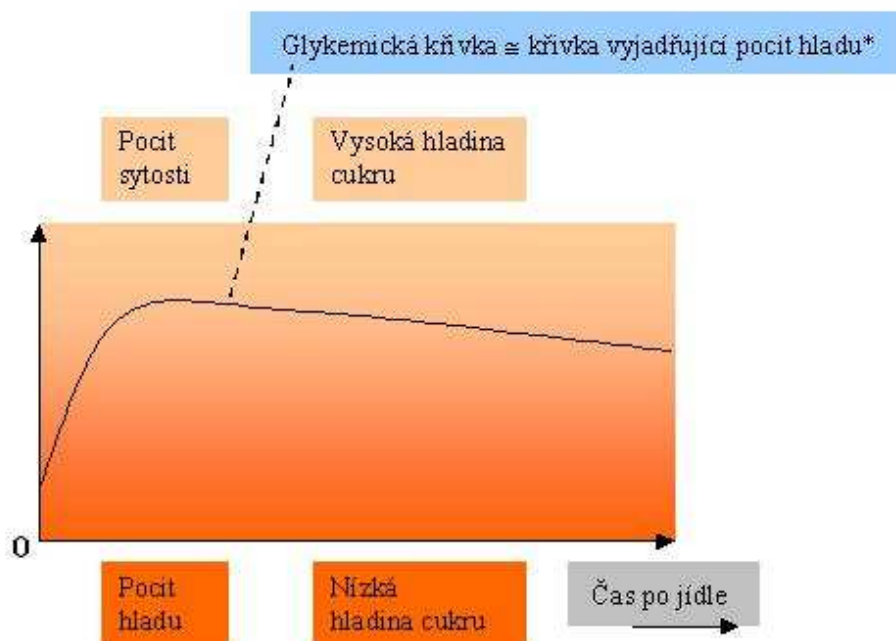 Glykemická křivka ≅ křivka vyjadřující pocit hladu*
Pocit
sytosti
Vysoká hladina
cukru
0
Pocit
hladu
Nízká
hladina cukru
Čas po jídle